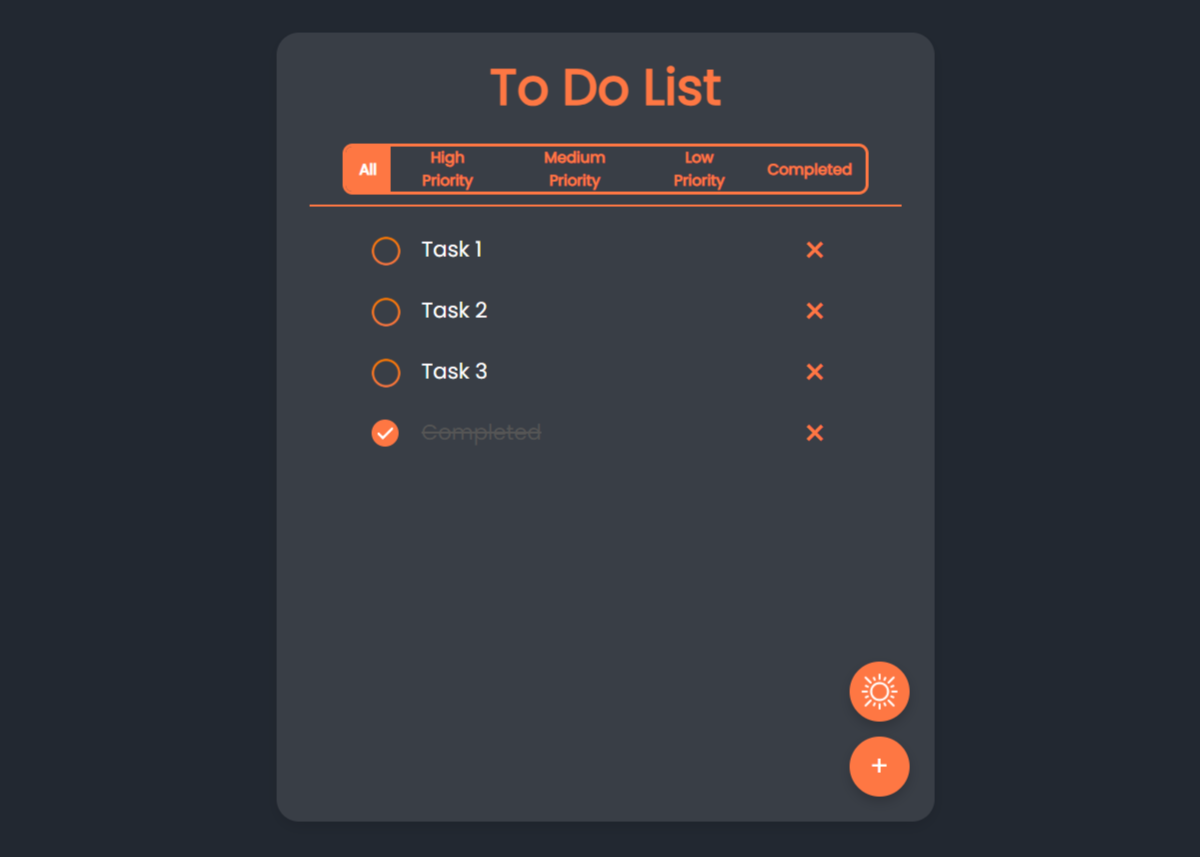 To Do List
All
High
Priority
Medium
Priority
Low
Priority
Completed
Task 1
Task 2
Task 3
Completed
+